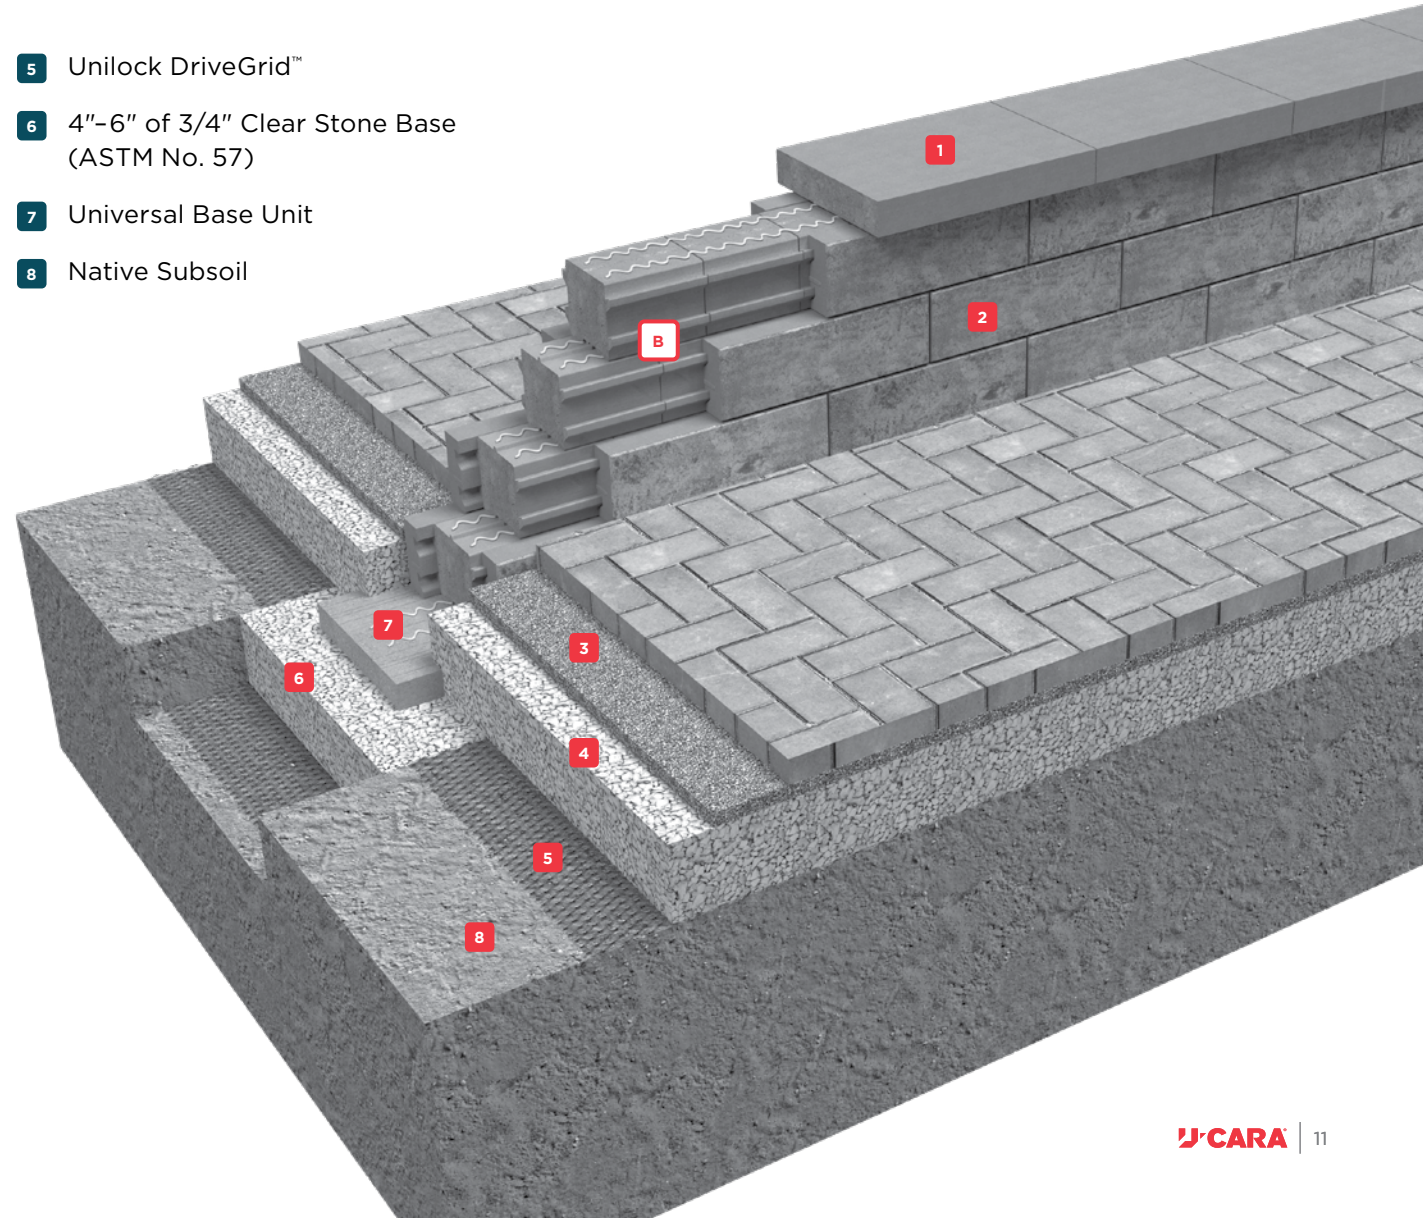 5 Unilock DriveGrid™
6 4"–6" of 3/4" Clear Stone Base
(ASTM No. 57)
7 Universal Base Unit
8 Native Subsoil
1
2
B
3
7
6
4
5
8
U-CARA® | 11